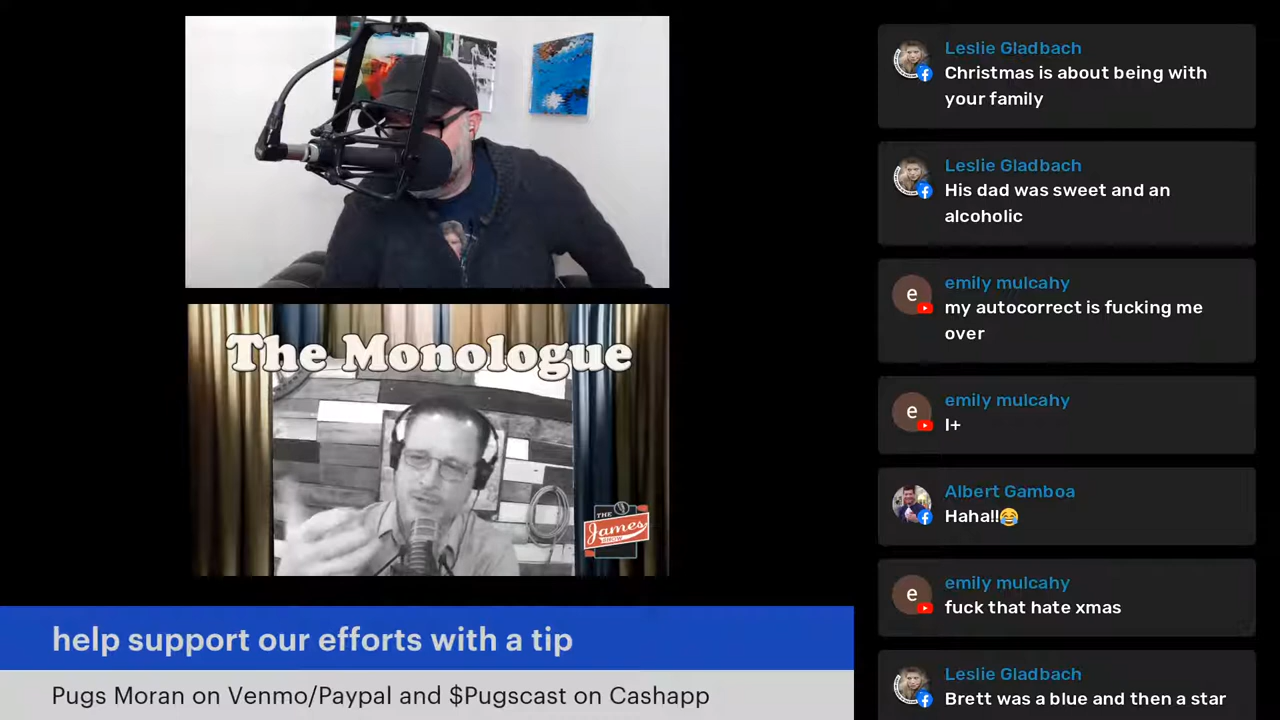 The Monologue
THE
James
SHOW
help support our efforts with a tip
Pugs Moran on Venmo/Paypal and $Pugscast on Cashapp
Leslie Gladbach
Christmas is about being with
your family
Leslie Gladbach
His dad was sweet and an
alcoholic
e
emily mulcahy
my autocorrect is fucking me
over
e
emily mulcahy
I+
Albert Gamboa
Haha!!😂
e
emily mulcahy
fuck that hate xmas
Leslie Gladbach
Brett was a blue and then a star